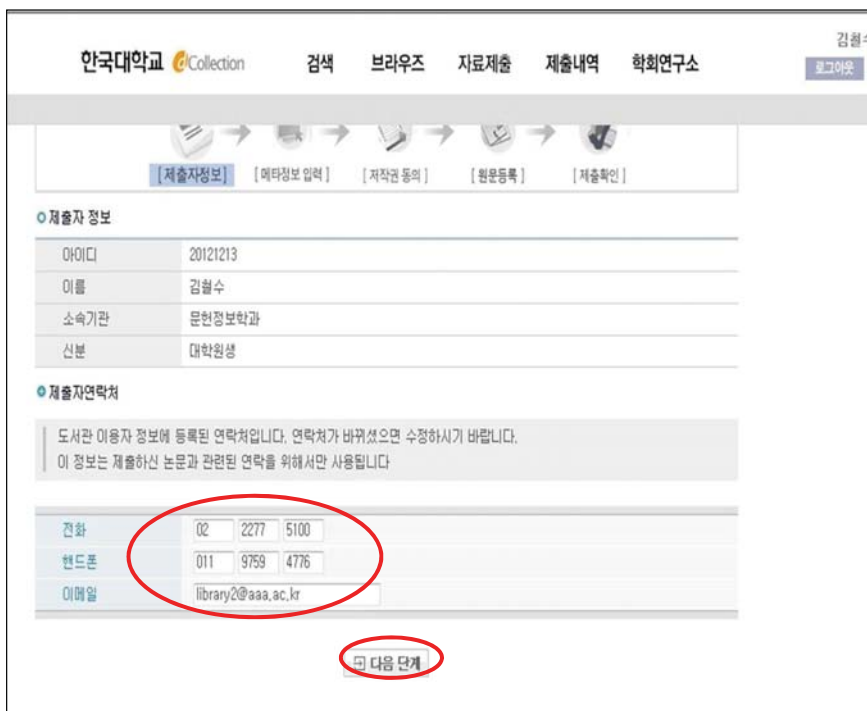 김철수
한국대학교 dCollection 검색 브라우즈 자료제출 제출내역 학회연구소 로그아웃
[제출자정보] [메타정보 입력] [저작권 동의] [원문등록] [제출확인]
제출자 정보
아이디 20121213
이름 김철수
소속기관 문헌정보학과
신분 대학원생
제출자연락처
도서관 이용자 정보에 등록된 연락처입니다. 연락처가 바뀌셨으면 수정하시기 바랍니다.
이 정보는 제출하신 논문과 관련된 연락을 위해서만 사용됩니다
전화 02 2277 5100
핸드폰 011 9759 4776
이메일 library2@aaa.ac.kr
다음 단계